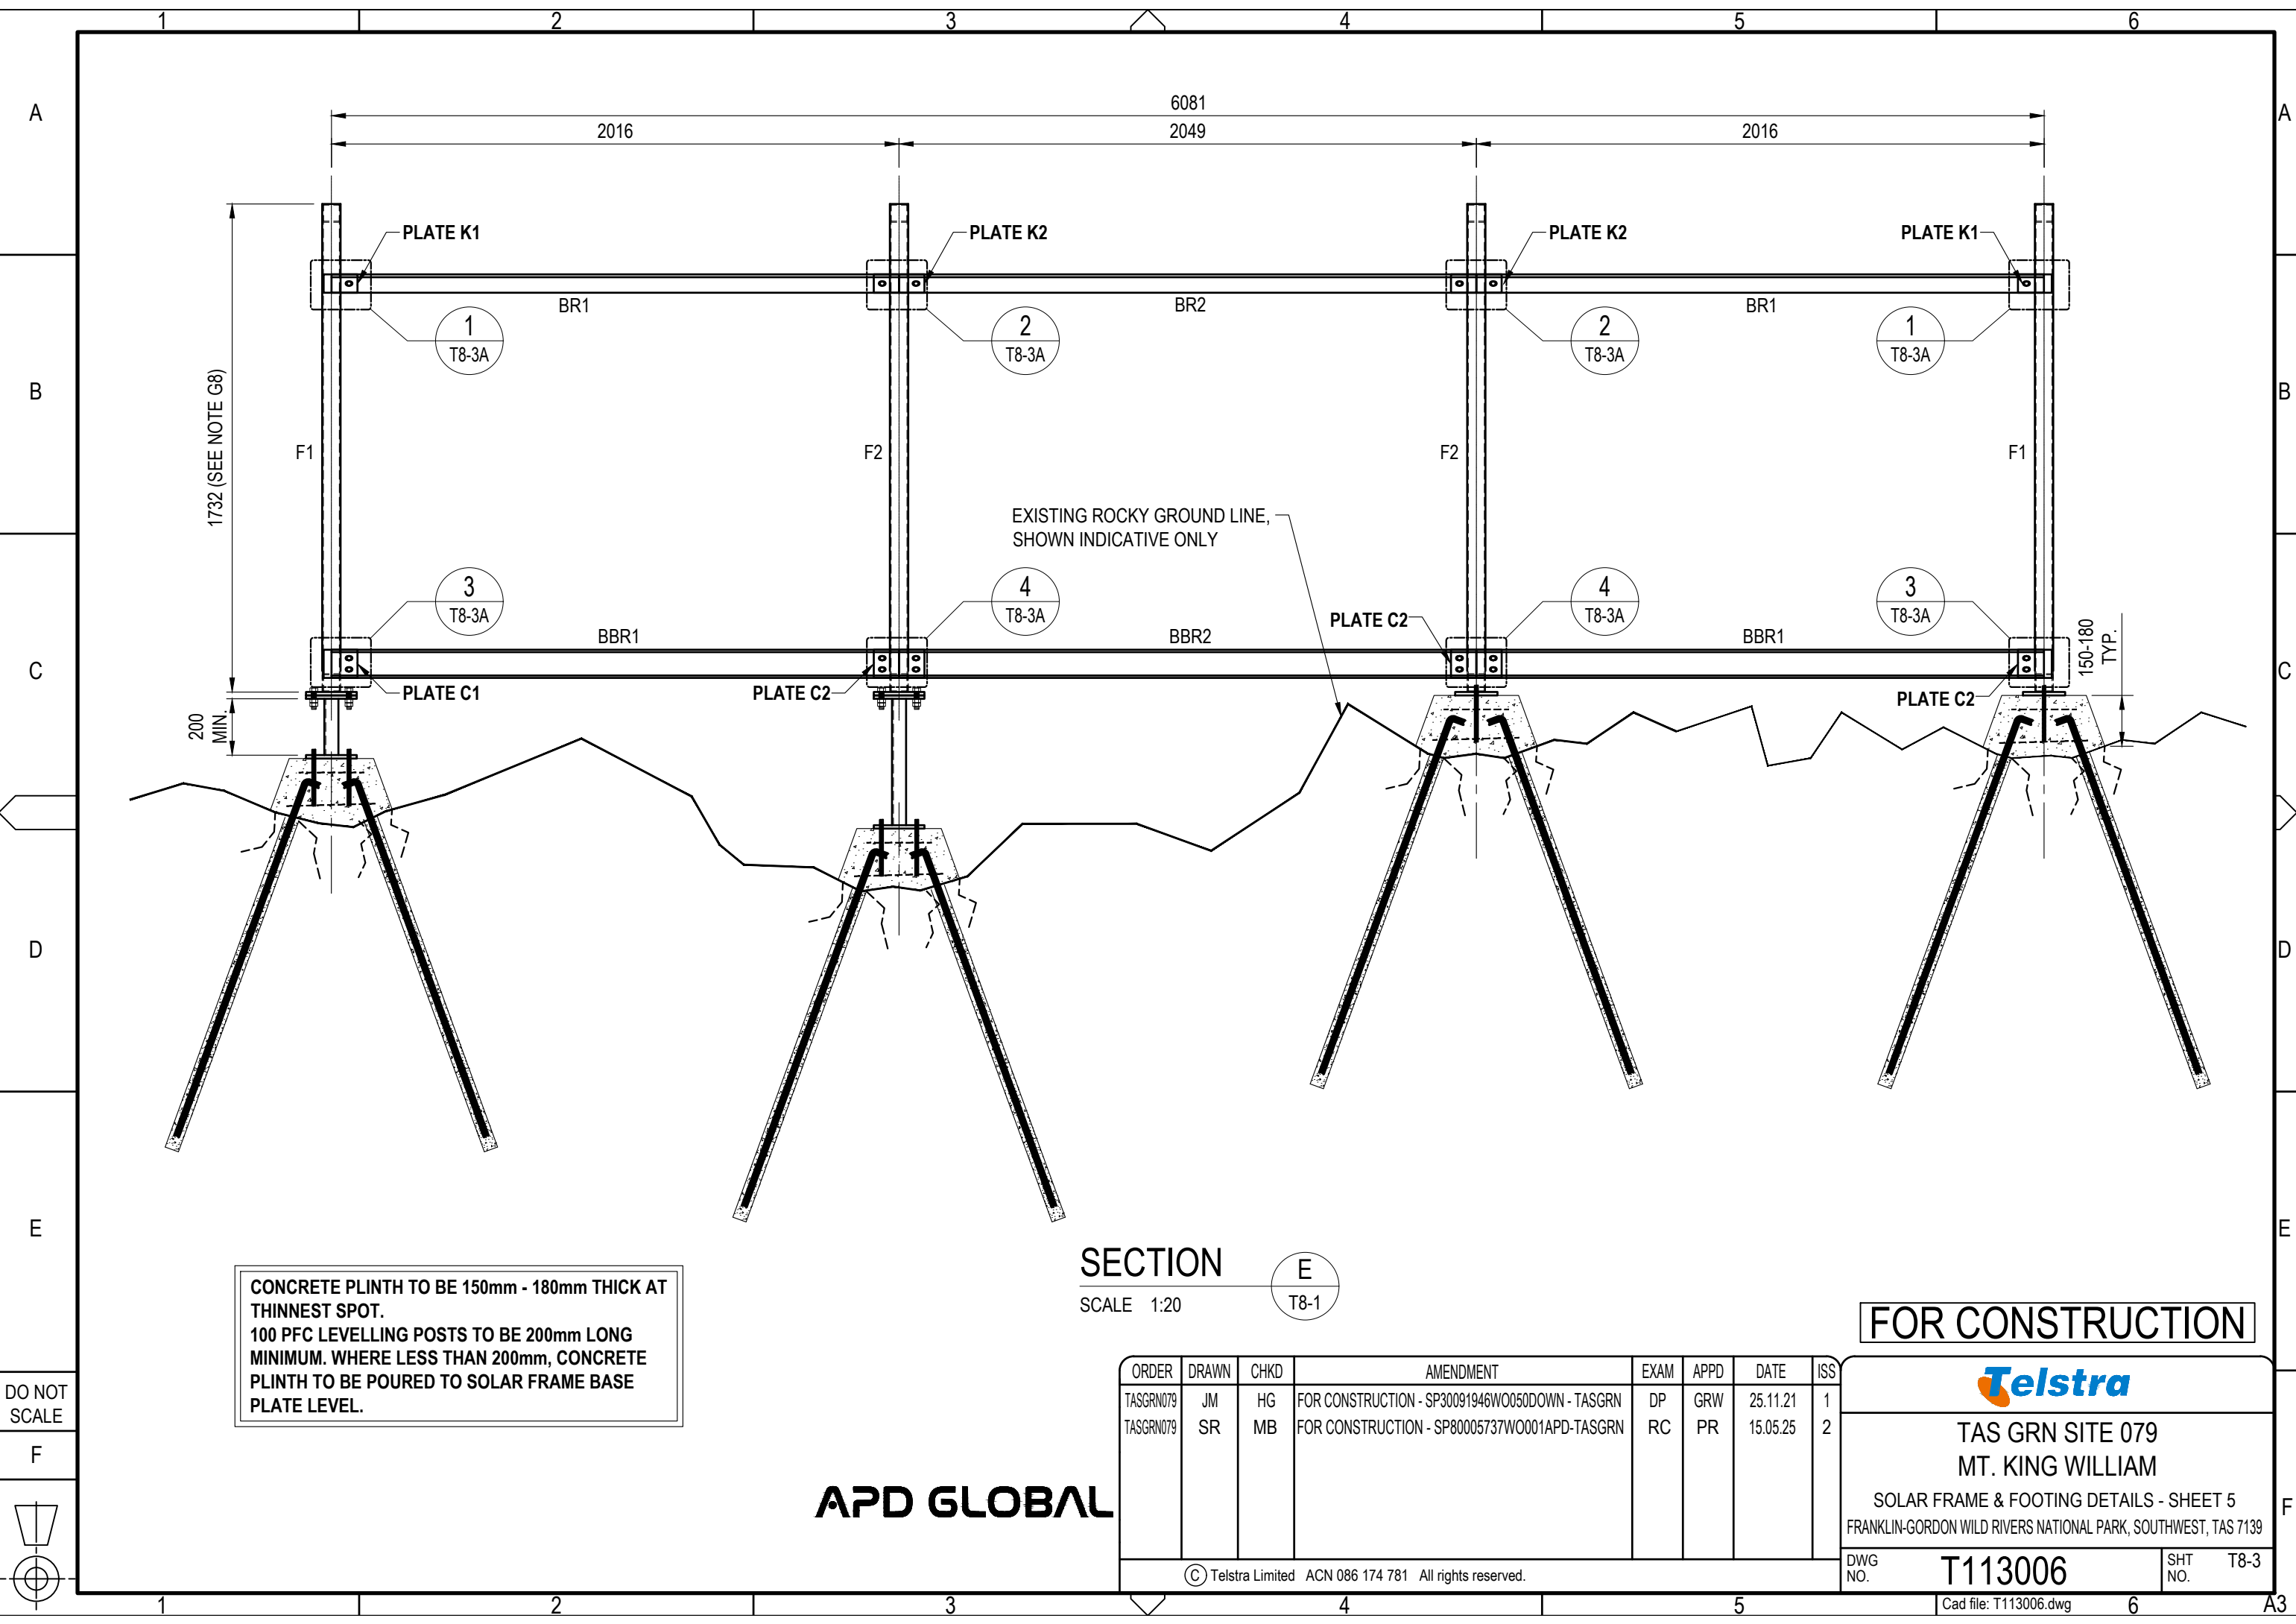 1 2 3 4 5 6
A A
6081
2016 2049 2016
PLATE K1 PLATE K2 PLATE K2 PLATE K1
BR1 BR2 BR1
1 2 2 1
T8-3A T8-3A T8-3A T8-3A
B B
1732 (SEE NOTE G8)
F1 F2 F2 F1
EXISTING ROCKY GROUND LINE,
SHOWN INDICATIVE ONLY
3 4 4 3
T8-3A T8-3A T8-3A T8-3A
PLATE C2
BBR1 BBR2 BBR1
150-180
TYP.
C C
PLATE C1 PLATE C2 PLATE C2
200
MIN.
D D
E E
SECTION E
SCALE 1:20 T8-1
CONCRETE PLINTH TO BE 150mm - 180mm THICK AT
THINNEST SPOT.
100 PFC LEVELLING POSTS TO BE 200mm LONG
MINIMUM. WHERE LESS THAN 200mm, CONCRETE
PLINTH TO BE POURED TO SOLAR FRAME BASE
PLATE LEVEL.
FOR CONSTRUCTION
DO NOT
SCALE
F F
ORDER DRAWN CHKD AMENDMENT EXAM APPD DATE ISS
TASGRN079 JM HG FOR CONSTRUCTION - SP30091946WO050DOWN - TASGRN DP GRW 25.11.21 1
TASGRN079 SR MB FOR CONSTRUCTION - SP80005737WO001APD-TASGRN RC PR 15.05.25 2
Telstra
TAS GRN SITE 079
MT. KING WILLIAM
SOLAR FRAME & FOOTING DETAILS - SHEET 5
FRANKLIN-GORDON WILD RIVERS NATIONAL PARK, SOUTHWEST, TAS 7139
APD GLOBAL
© Telstra Limited ACN 086 174 781 All rights reserved.
DWG
NO.
T113006
SHT
NO.
T8-3
Cad file: T113006.dwg
1 2 3 4 5 6 A3